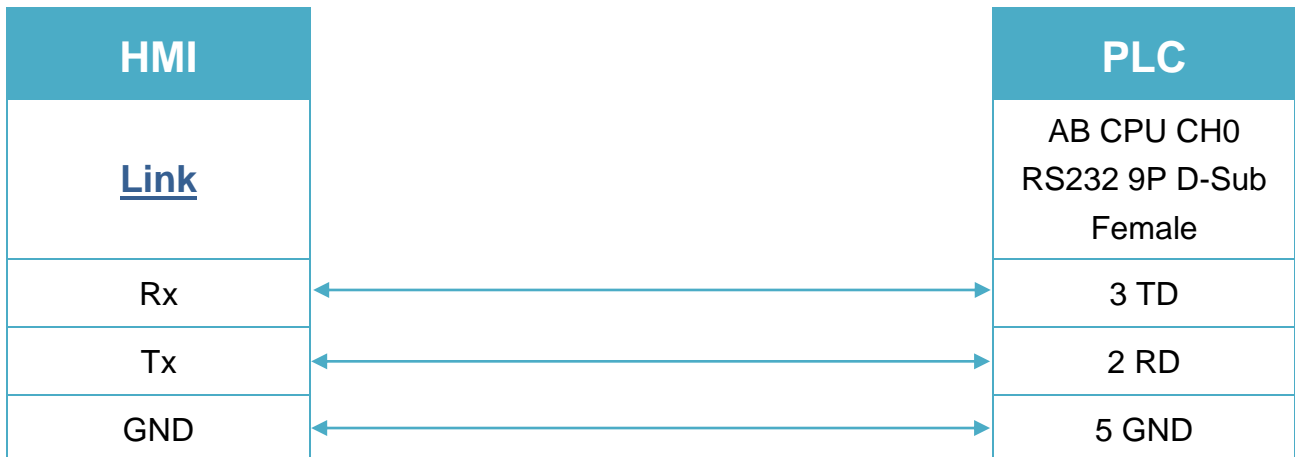 HMI
PLC
Link
AB CPU CH0
RS232 9P D-Sub
Female
Rx
3 TD
Tx
2 RD
GND
5 GND